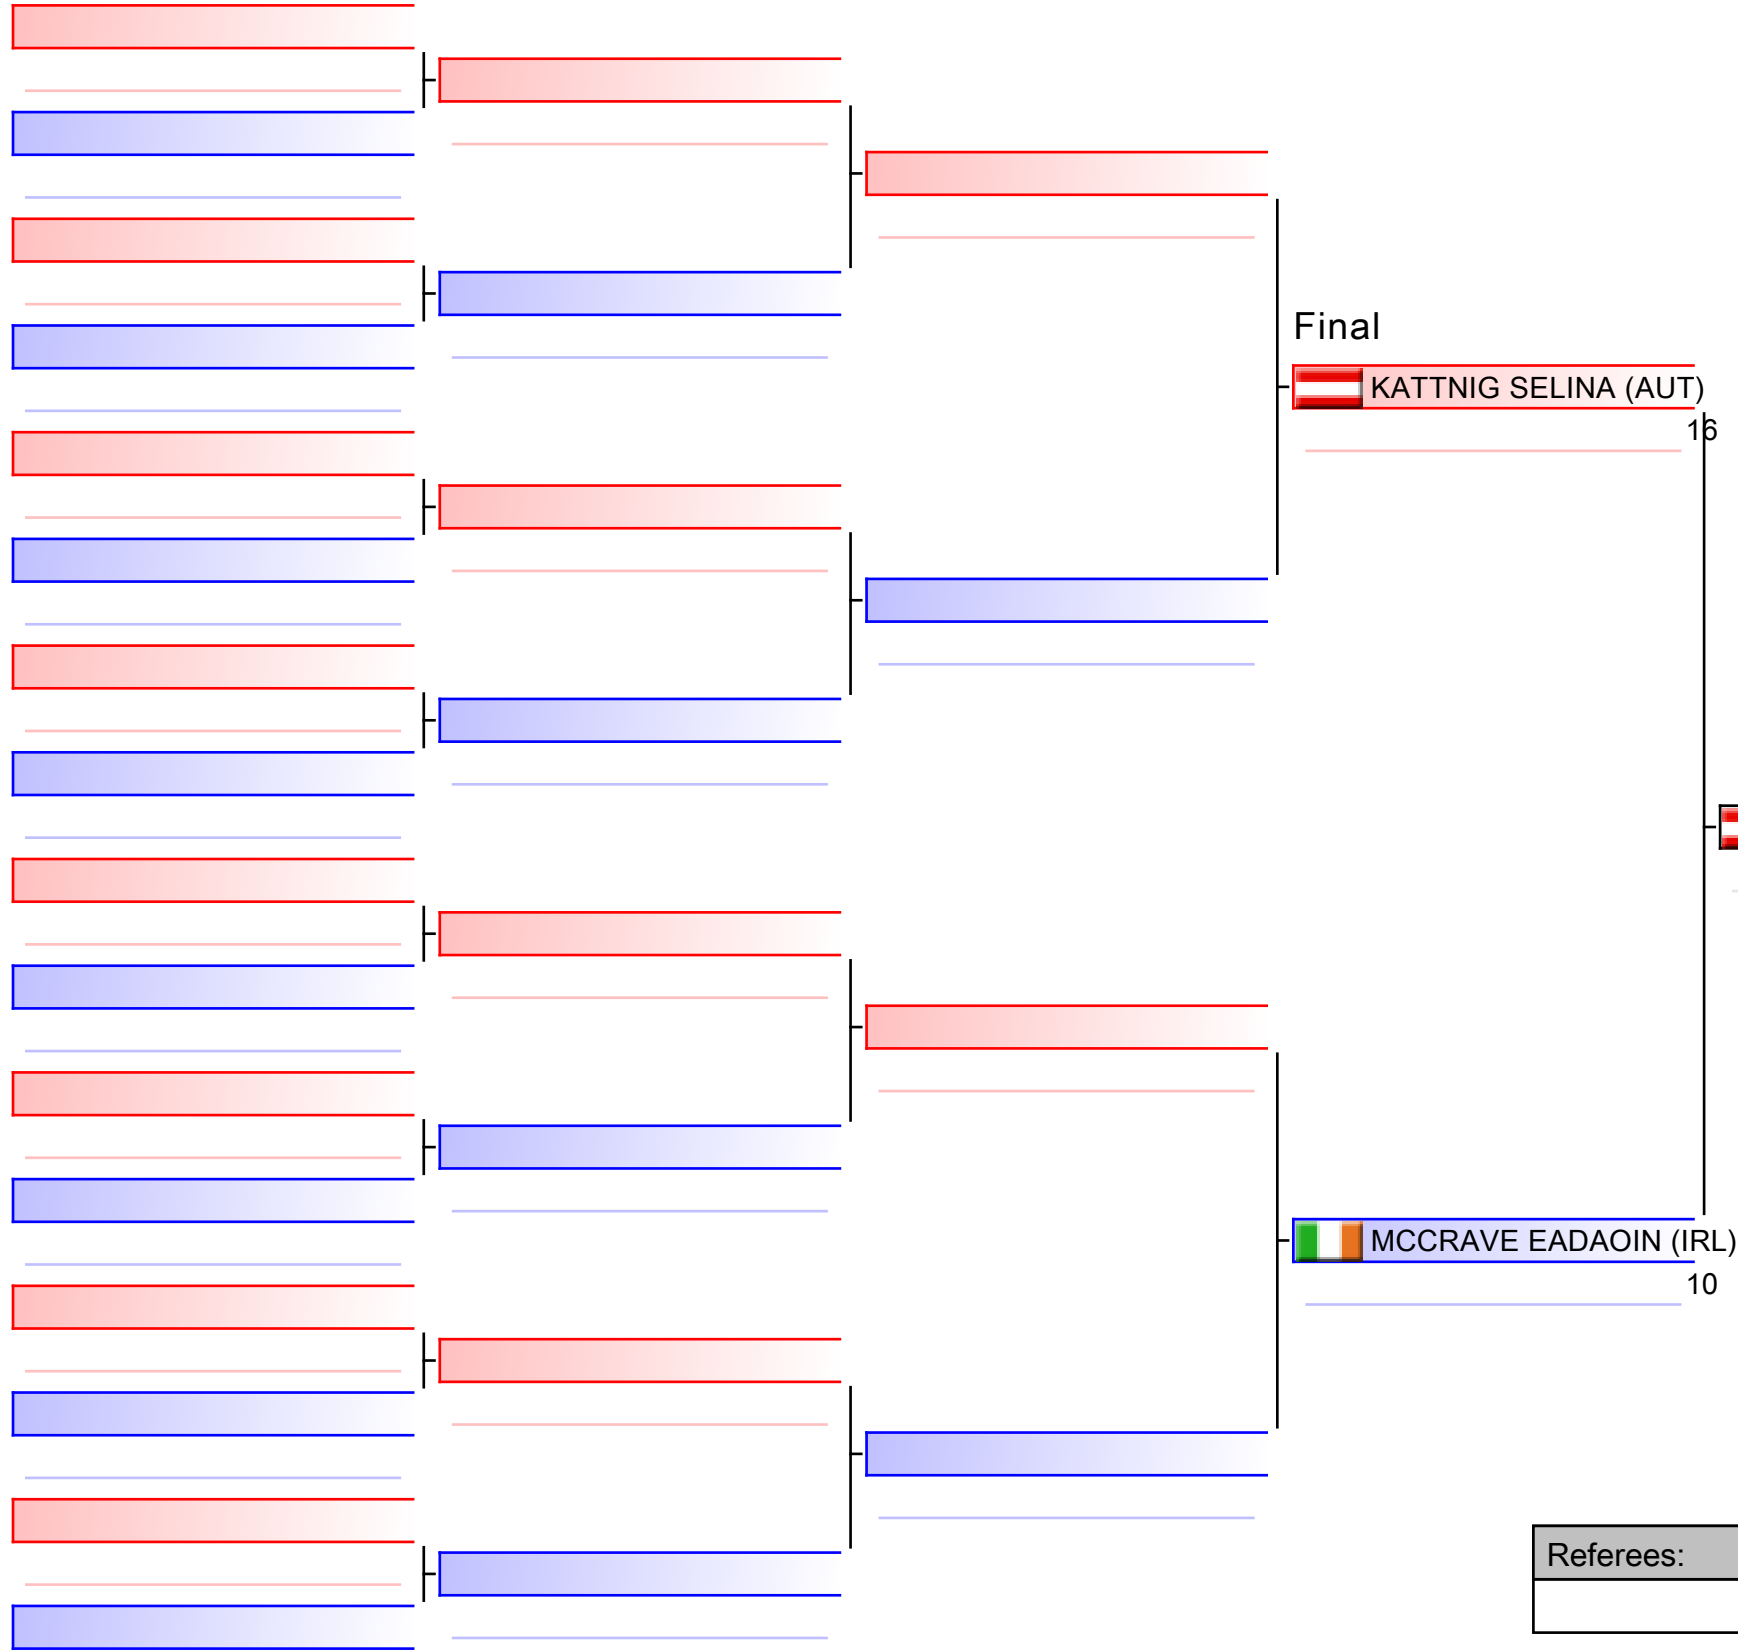 Final
KATTNIG SELINA (AUT)
16
MCCRAVE EADAOIN (IRL)
10
Referees: